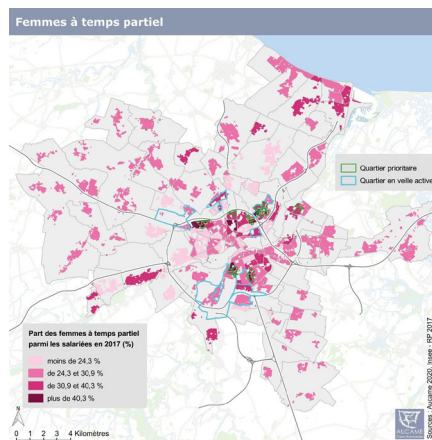 Femmes à temps partiel
Quartier prioritaire
Quartier en veille active
Part des femmes à temps partiel
parmi les salariées en 2017 (%)
moins de 24,3 %
de 24,3 et 30,9 %
de 30,9 et 40,3 %
plus de 40,3 %
N
0 1 2 3 4 Kilomètres
AUCAME
Sources : Aucame 2020, Insee - RP 2017